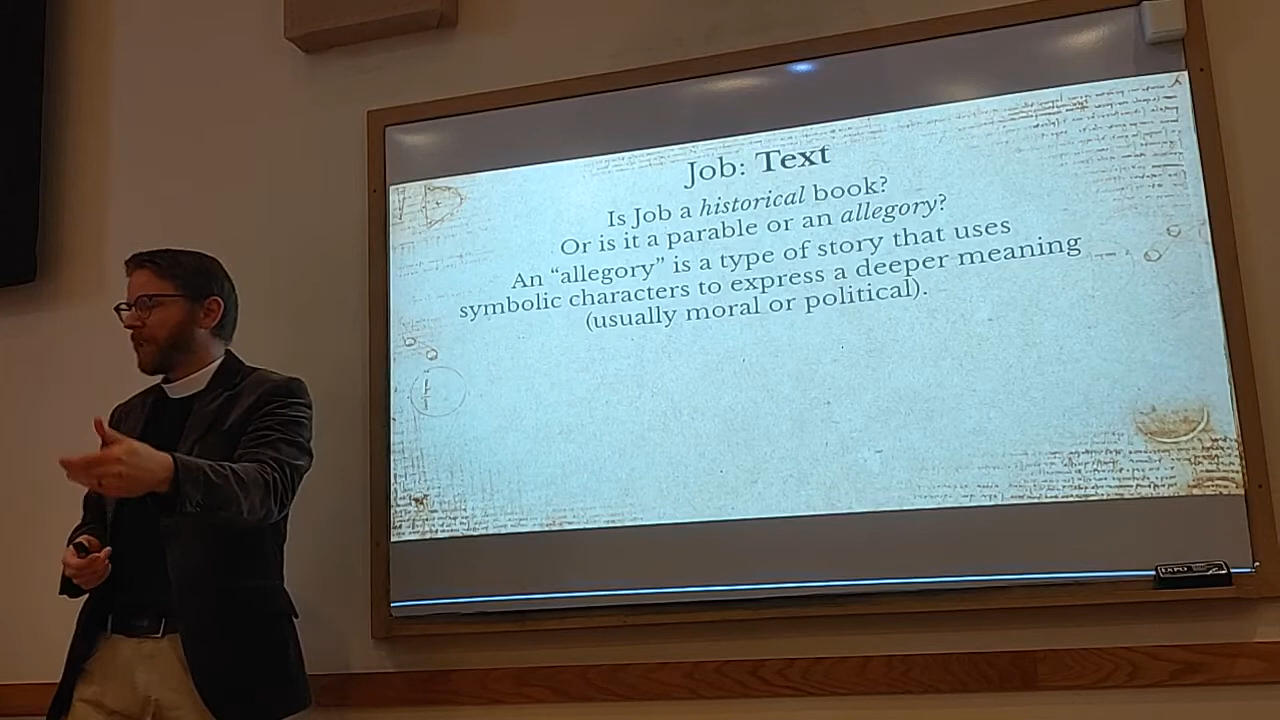 Job: Text
Is Job a historical book?
Or is it a parable or an allegory?
An “allegory” is a type of story that uses
symbolic characters to express a deeper meaning
(usually moral or political).
EXPO